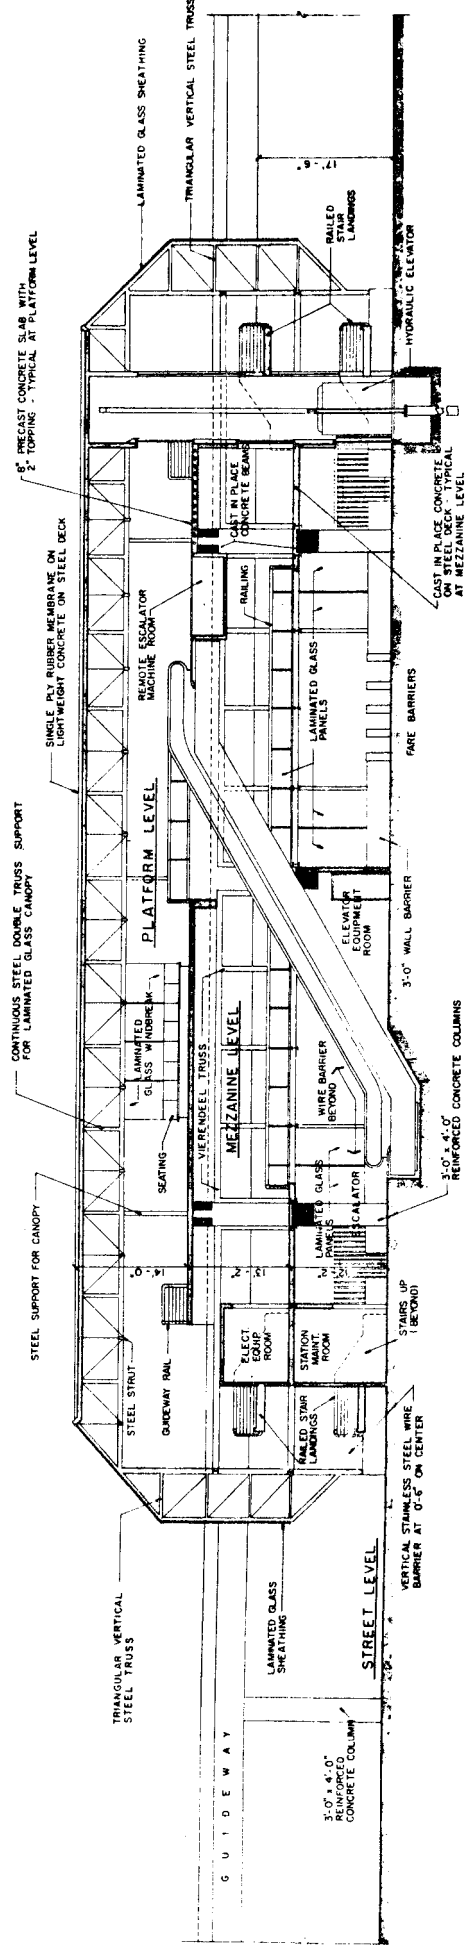 LAMINATED GLASS SHEATHING
TRIANGULAR VERTICAL STEEL TRUSS
8" PRECAST CONCRETE SLAB WITH
2" TOPPING - TYPICAL AT PLATFORM LEVEL
SINGLE PLY RUBBER MEMBRANE ON
LIGHTWEIGHT CONCRETE ON STEEL DECK
CONTINUOUS STEEL DOUBLE TRUSS SUPPORT
FOR LAMINATED GLASS CANOPY
STEEL SUPPORT FOR CANOPY
TRIANGULAR VERTICAL
STEEL TRUSS
STEEL STRUT
GUIDEWAY RAIL
14'-0"
SEATING
LAMINATED
GLASS WINDBREAK
PLATFORM LEVEL
REMOTE ESCALATOR
MACHINE ROOM
CAST IN PLACE
CONCRETE BEAMS
RAILED
STAIR
LANDINGS
17'-6"
HYDRAULIC ELEVATOR
VIERENDEEL TRUSS
MEZZANINE LEVEL
RAILING
LAMINATED GLASS
PANELS
13'-2"
ELECT.
EQUIP.
ROOM
STATION
MAINT.
ROOM
RAILED STAIR
LANDINGS
LAMINATED GLASS
PANELS
ESCALATOR
WIRE BARRIER
BEYOND
ELEVATOR
EQUIPMENT
ROOM
3'-0" WALL BARRIER
FARE BARRIERS
CAST IN PLACE CONCRETE
ON STEEL DECK - TYPICAL
AT MEZZANINE LEVEL
3'-0" x 4'-0"
REINFORCED CONCRETE COLUMNS
STAIRS UP
(BEYOND)
VERTICAL STAINLESS STEEL WIRE
BARRIER AT 0'-6" ON CENTER
LAMINATED GLASS
SHEATHING
STREET LEVEL
GUIDEWAY
3'-0" x 4'-0"
REINFORCED
CONCRETE COLUMN